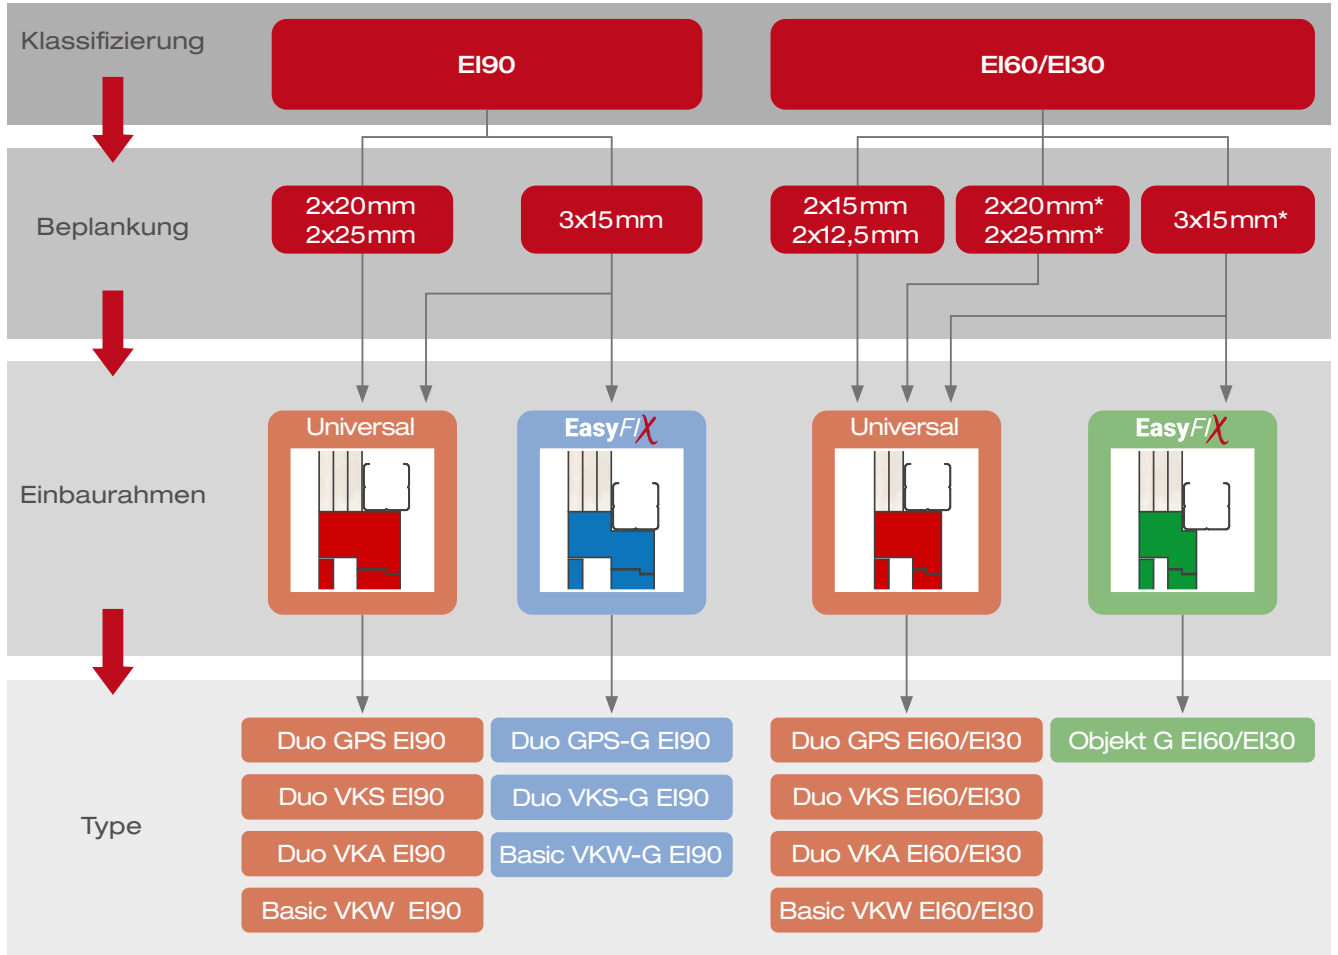 Klassifizierung
EI90
EI60/EI30
Beplankung
2x20mm
2x25mm
3x15mm
2x15mm
2x12,5mm
2x20mm*
2x25mm*
3x15mm*
Einbaurahmen
Universal
EasyFIX
Universal
EasyFIX
Type
Duo GPS EI90
Duo VKS EI90
Duo VKA EI90
Basic VKW EI90
Duo GPS-G EI90
Duo VKS-G EI90
Basic VKW-G EI90
Duo GPS EI60/EI30
Duo VKS EI60/EI30
Duo VKA EI60/EI30
Basic VKW EI60/EI30
Objekt G EI60/EI30